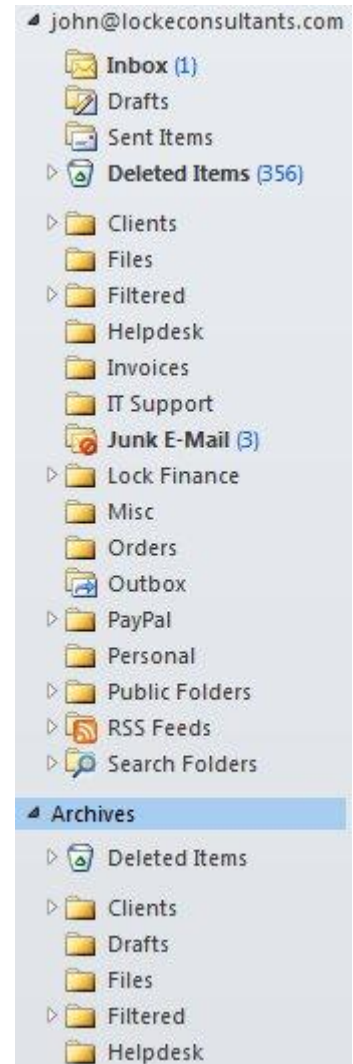 john@lockeconsultants.com
Inbox (1)
Drafts
Sent Items
Deleted Items (356)
Clients
Files
Filtered
Helpdesk
Invoices
IT Support
Junk E-Mail (3)
Lock Finance
Misc
Orders
Outbox
PayPal
Personal
Public Folders
RSS Feeds
Search Folders
Archives
Deleted Items
Clients
Drafts
Files
Filtered
Helpdesk